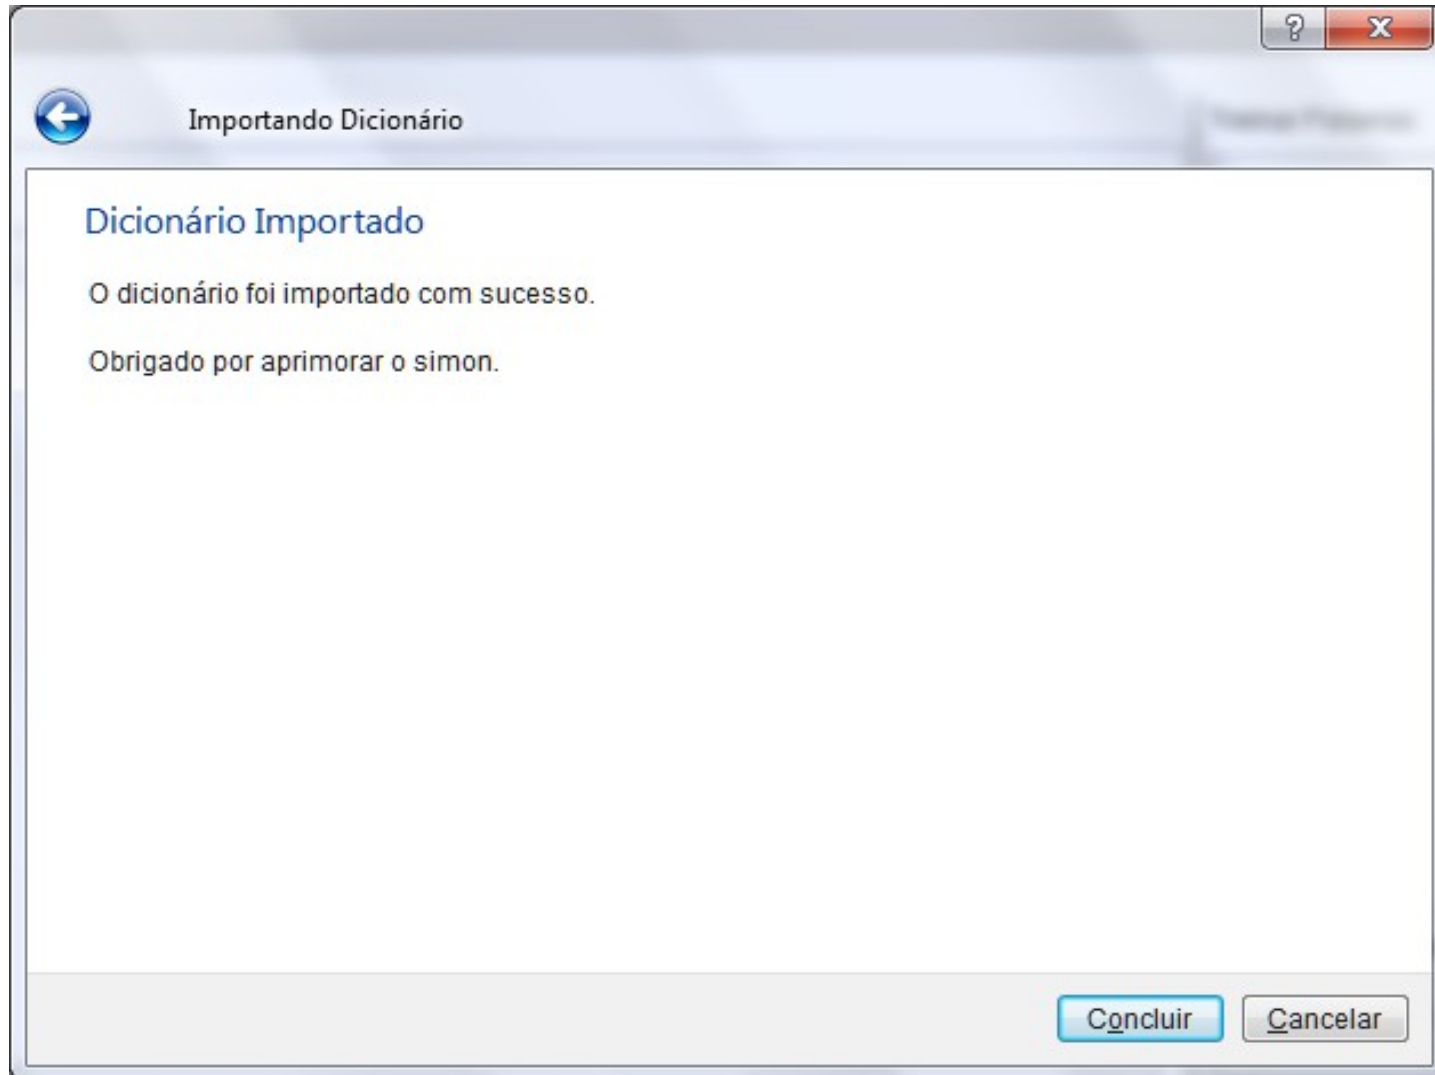 Importando Dicionário
Dicionário Importado
O dicionário foi importado com sucesso.
Obrigado por aprimorar o simon.
Concluir
Cancelar